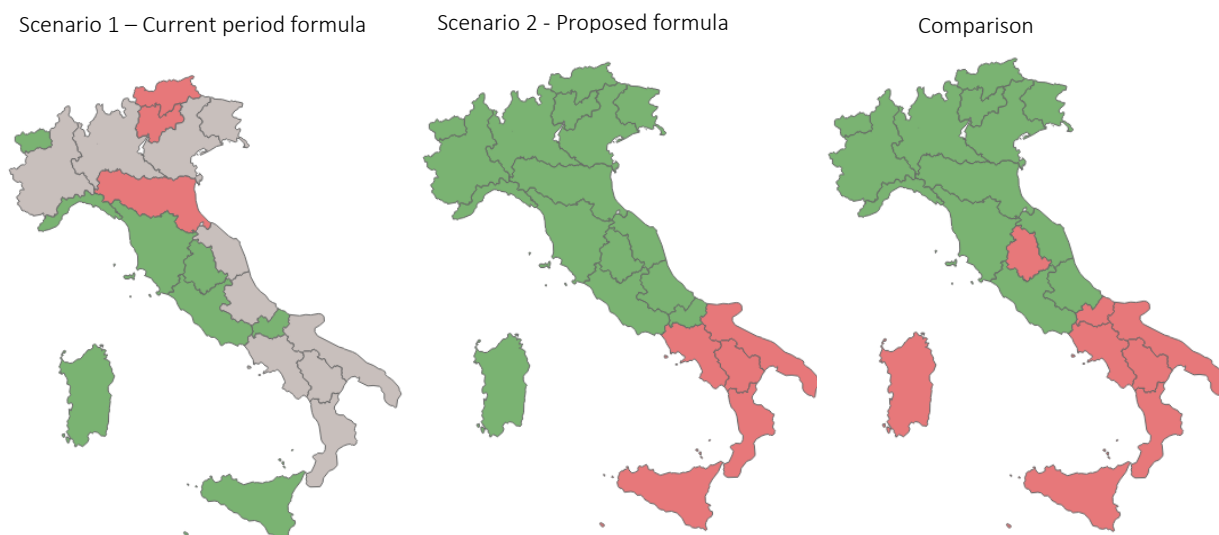 Scenario 1 – Current period formula
Scenario 2 - Proposed formula
Comparison